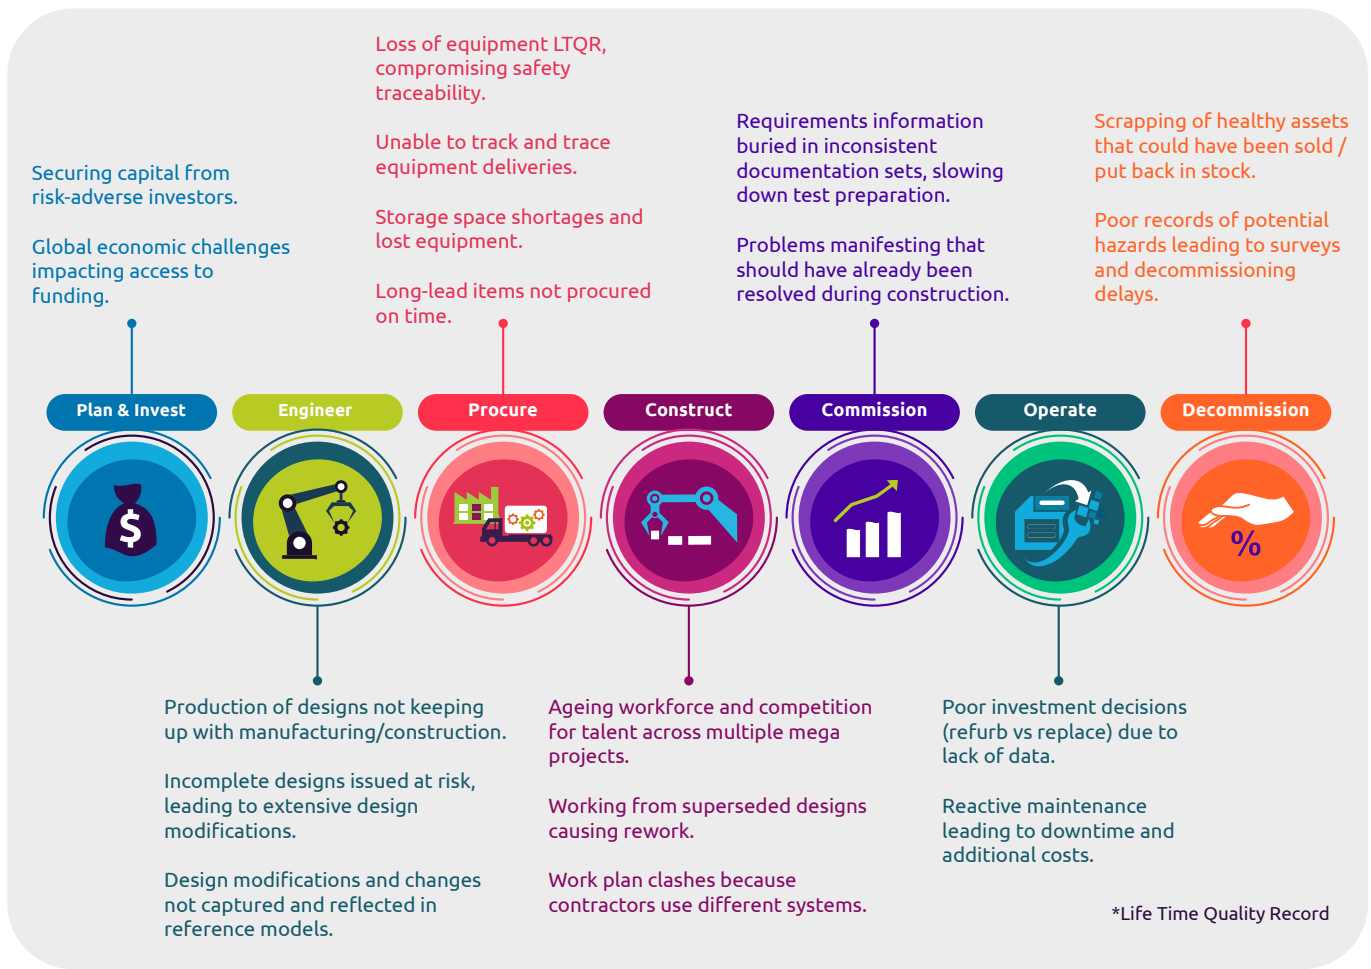 Loss of equipment LTQR,
compromising safety
traceability.
Unable to track and trace
equipment deliveries.
Storage space shortages and
lost equipment.
Long-lead items not procured
on time.
Requirements information
buried in inconsistent
documentation sets, slowing
down test preparation.
Problems manifesting that
should have already been
resolved during construction.
Scrapping of healthy assets
that could have been sold /
put back in stock.
Poor records of potential
hazards leading to surveys
and decommissioning
delays.
Securing capital from
risk-adverse investors.
Global economic challenges
impacting access to
funding.
Plan & Invest
Engineer
Procure
Construct
Commission
Operate
Decommission
$
%
Production of designs not keeping
up with manufacturing/construction.
Incomplete designs issued at risk,
leading to extensive design
modifications.
Design modifications and changes
not captured and reflected in
reference models.
Ageing workforce and competition
for talent across multiple mega
projects.
Working from superseded designs
causing rework.
Work plan clashes because
contractors use different systems.
Poor investment decisions
(refurb vs replace) due to
lack of data.
Reactive maintenance
leading to downtime and
additional costs.
*Life Time Quality Record